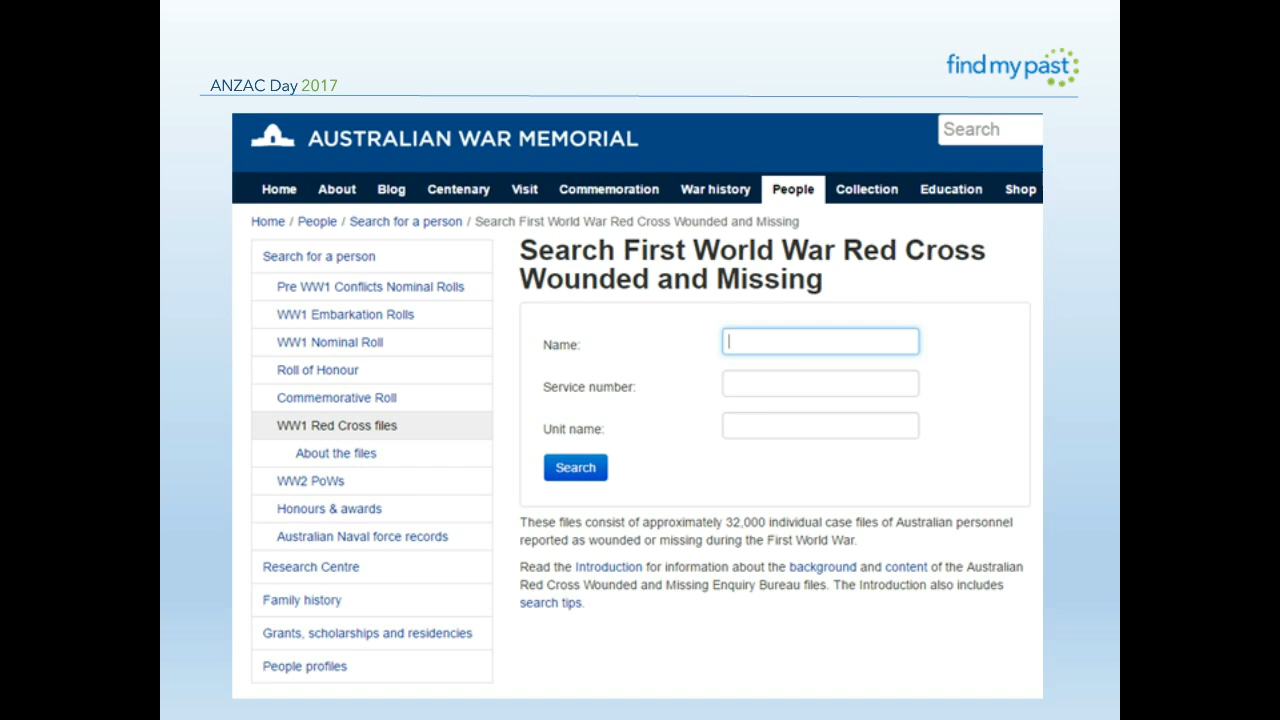 ANZAC Day 2017
findmypast
AUSTRALIAN WAR MEMORIAL
Search
Home About Blog Centenary Visit Commemoration War history People Collection Education Shop
Home / People / Search for a person / Search First World War Red Cross Wounded and Missing
Search for a person
Pre WW1 Conflicts Nominal Rolls
WW1 Embarkation Rolls
WW1 Nominal Roll
Roll of Honour
Commemorative Roll
WW1 Red Cross files
About the files
WW2 PoWs
Honours & awards
Australian Naval force records
Research Centre
Family history
Grants, scholarships and residencies
People profiles
Search First World War Red Cross
Wounded and Missing
Name:
Service number:
Unit name:
Search
These files consist of approximately 32,000 individual case files of Australian personnel
reported as wounded or missing during the First World War.
Read the Introduction for information about the background and content of the Australian
Red Cross Wounded and Missing Enquiry Bureau files. The Introduction also includes
search tips.